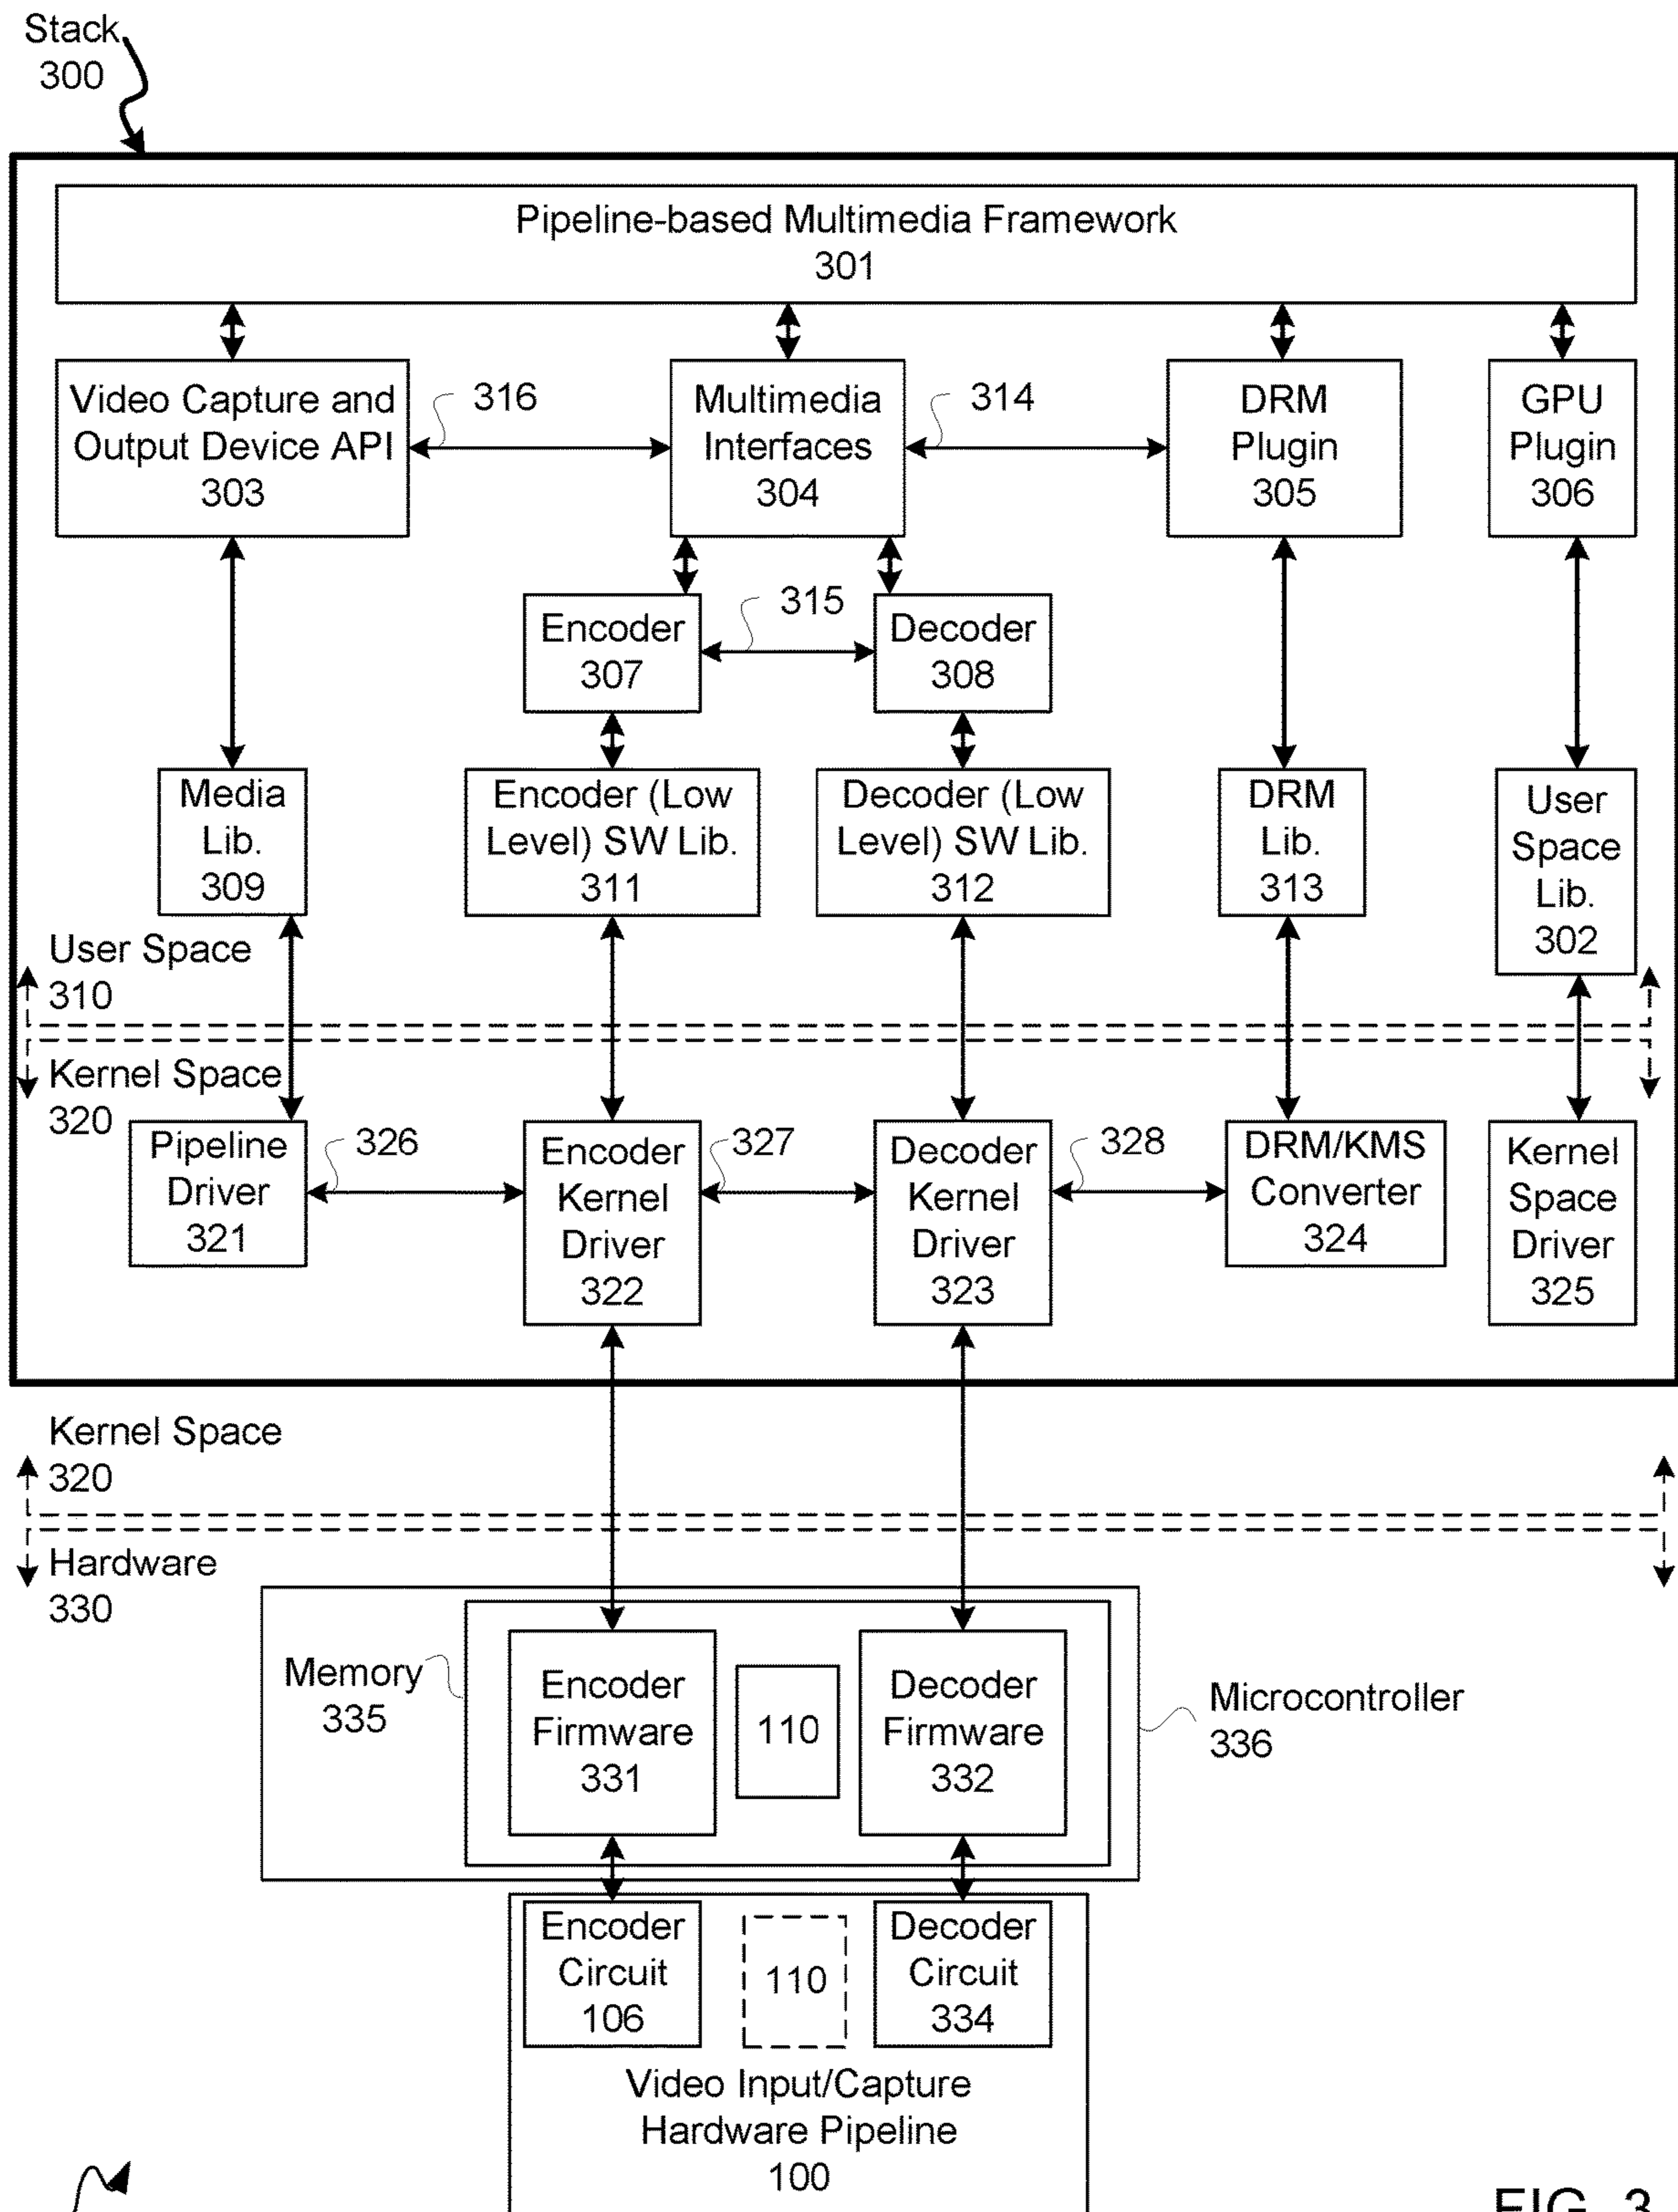 Stack
300
Pipeline-based Multimedia Framework
301
Video Capture and
Output Device API
303
316
Multimedia
Interfaces
304
314
DRM
Plugin
305
GPU
Plugin
306
Encoder
307
315
Decoder
308
Media
Lib.
309
Encoder (Low
Level) SW Lib.
311
Decoder (Low
Level) SW Lib.
312
DRM
Lib.
313
User
Space
Lib.
302
User Space
310
Kernel Space
320
Pipeline
Driver
321
326
Encoder
Kernel
Driver
322
327
Decoder
Kernel
Driver
323
328
DRM/KMS
Converter
324
Kernel
Space
Driver
325
Kernel Space
320
Hardware
330
Memory
335
Encoder
Firmware
331
110
Decoder
Firmware
332
Microcontroller
336
Encoder
Circuit
106
110
Decoder
Circuit
334
Video Input/Capture
Hardware Pipeline
100
FIG. 3